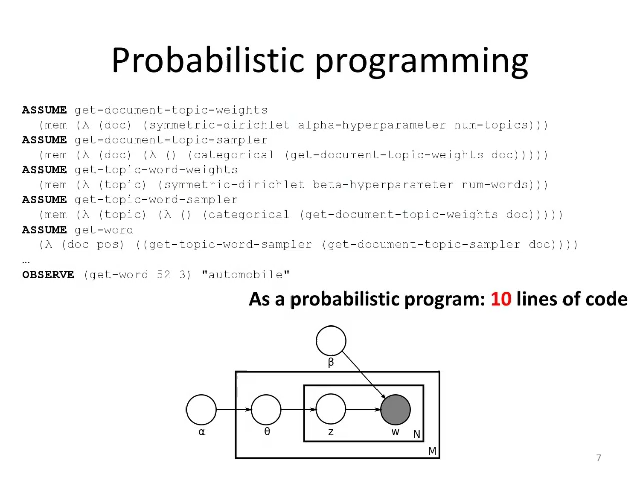 Probabilistic programming
ASSUME get-document-topic-weights
(mem (λ (doc) (symmetric-dirichlet alpha-hyperparameter num-topics)))
ASSUME get-document-topic-sampler
(mem (λ (doc) (λ () (categorical (get-document-topic-weights doc)))))
ASSUME get-topic-word-weights
(mem (λ (topic) (symmetric-dirichlet beta-hyperparameter num-words)))
ASSUME get-topic-word-sampler
(mem (λ (topic) (λ () (categorical (get-document-topic-weights doc)))))
ASSUME get-word
(λ (doc pos) ((get-topic-word-sampler (get-document-topic-sampler doc))))
…
OBSERVE (get-word 52 3) "automobile"
As a probabilistic program: 10 lines of code
β
α θ z w N
M
7